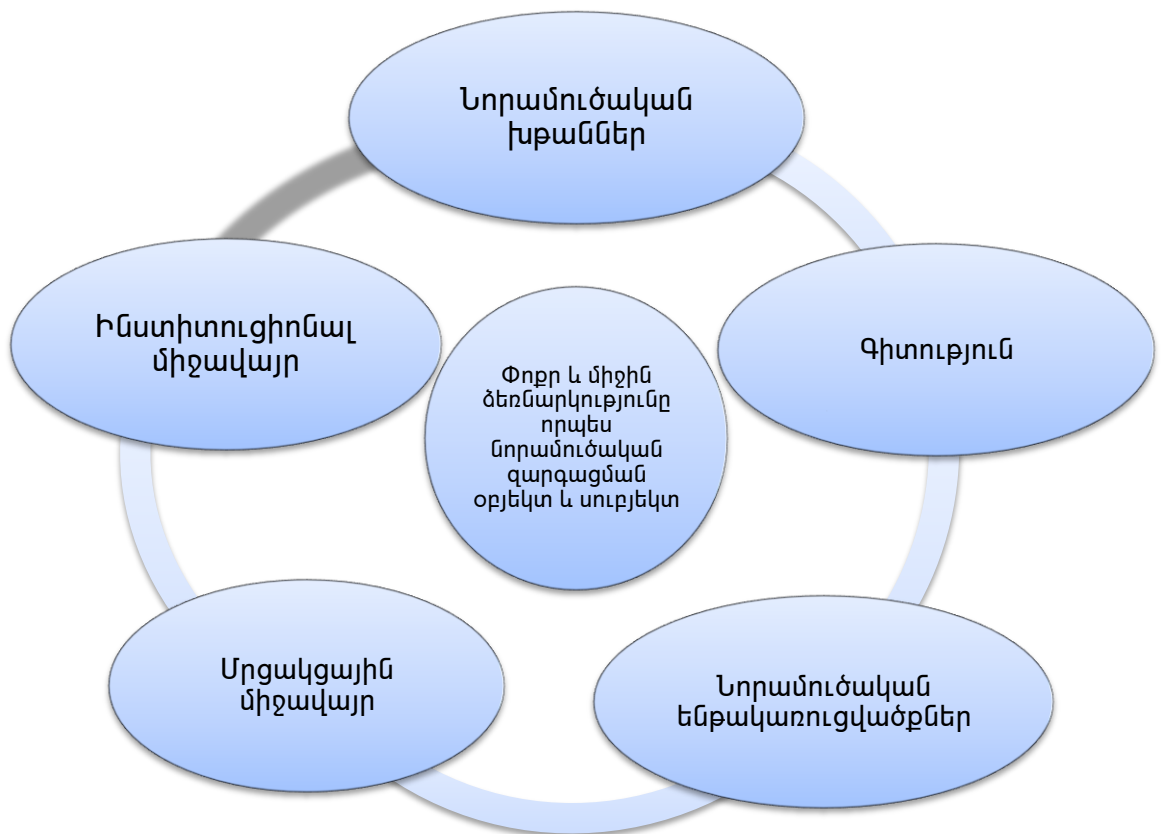 Նորամուծական
խթաններ
Գիտություն
Նորամուծական
ենթակառուցվածքներ
Մրցակցային
միջավայր
Ինստիտուցիոնալ
միջավայր
Փոքր և միջին
ձեռնարկությունը
որպես
նորամուծական
զարգացման
օբյեկտ և սուբյեկտ